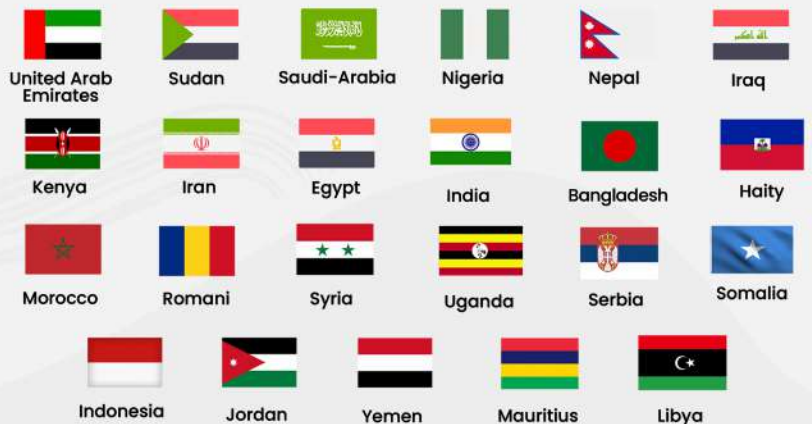 United Arab
Emirates
Sudan
Saudi-Arabia
Nigeria
Nepal
Iraq
Kenya
Iran
Egypt
India
Bangladesh
Haity
Morocco
Romani
Syria
Uganda
Serbia
Somalia
Indonesia
Jordan
Yemen
Mauritius
Libya